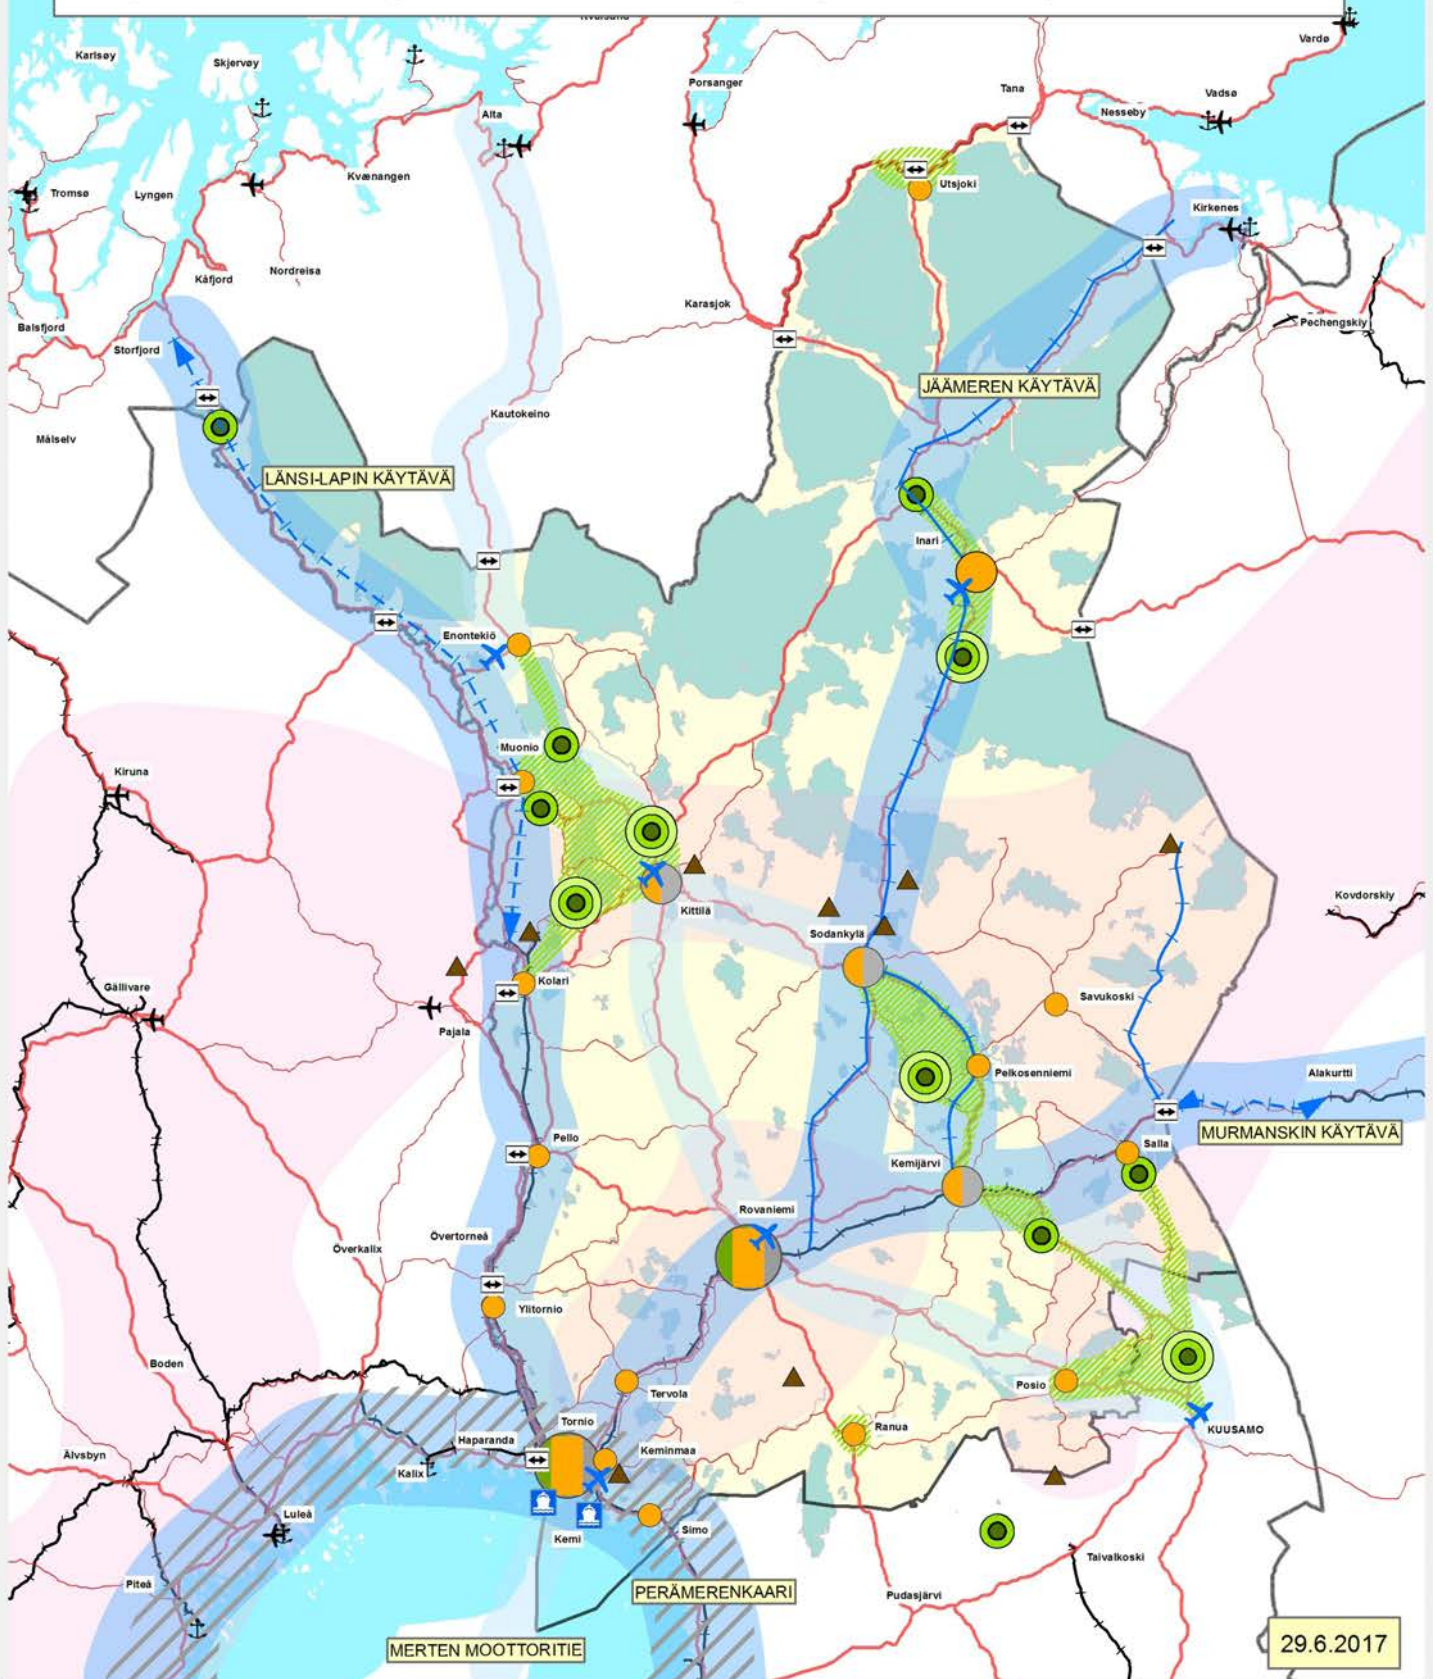 Karlsøy
Skjervøy
Vardø
Porsanger
Tana
Vadsø
Alta
Nesseby
Kvænangen
Tromsø
Lyngen
Utsjoki
Kirkenes
Kåfjord
Nordreisa
Karasjok
Balsfjord
Pechengskiy
Storfjord
JÄÄMEREN KÄYTÄVÄ
Kautokeino
Målselv
LÄNSI-LAPIN KÄYTÄVÄ
Inari
Enontekiö
Muonio
Kiruna
Kovdorskiy
Kittilä
Sodankylä
Kolari
Gällivare
Savukoski
Pajala
Pelkosenniemi
Alakurtti
MURMANSKIN KÄYTÄVÄ
Pello
Salla
Kemijärvi
Rovaniemi
Övertorneå
Överkalix
Ylitornio
Boden
Posio
Tervola
Ranua
KUUSAMO
Tornio
Haparanda
Keminmaa
Älvsbyn
Kalix
Luleå
Simo
Kemi
Taivalkoski
Piteå
PERÄMERENKAARI
Pudasjärvi
MERTEN MOOTTORITIE
29.6.2017